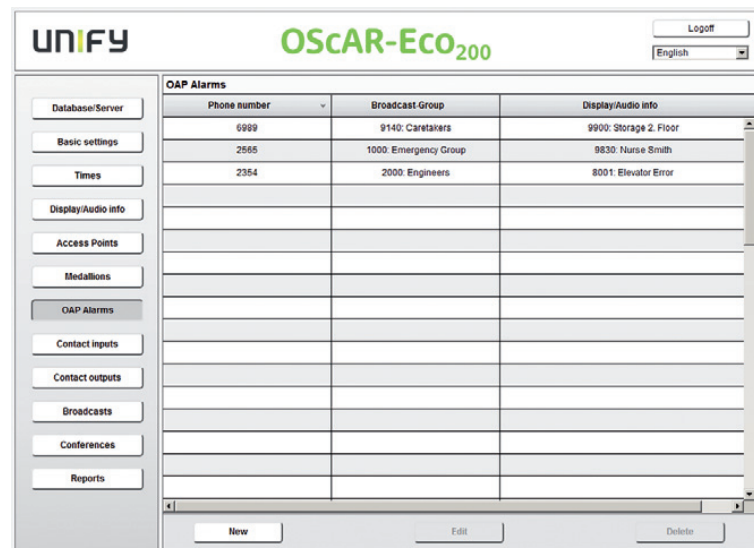 UNIFY
OScAR-Eco200
Logoff
English
Database/Server
Basic settings
Times
Display/Audio info
Access Points
Medallions
OAP Alarms
Contact inputs
Contact outputs
Broadcasts
Conferences
Reports
OAP Alarms
Phone number Broadcast-Group Display/Audio info
6989 9140: Caretakers 9900: Storage 2. Floor
2565 1000: Emergency Group 9830: Nurse Smith
2354 2000: Engineers 8001: Elevator Error
New Edit Delete